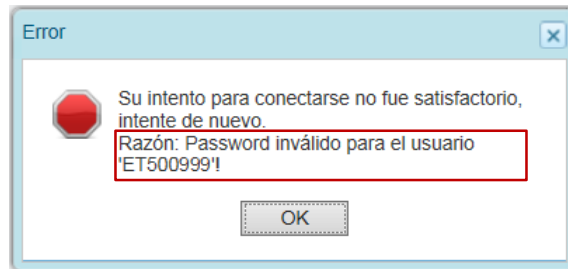 Error
Su intento para conectarse no fue satisfactorio,
intente de nuevo.
Razón: Password inválido para el usuario
'ET500999'!
OK